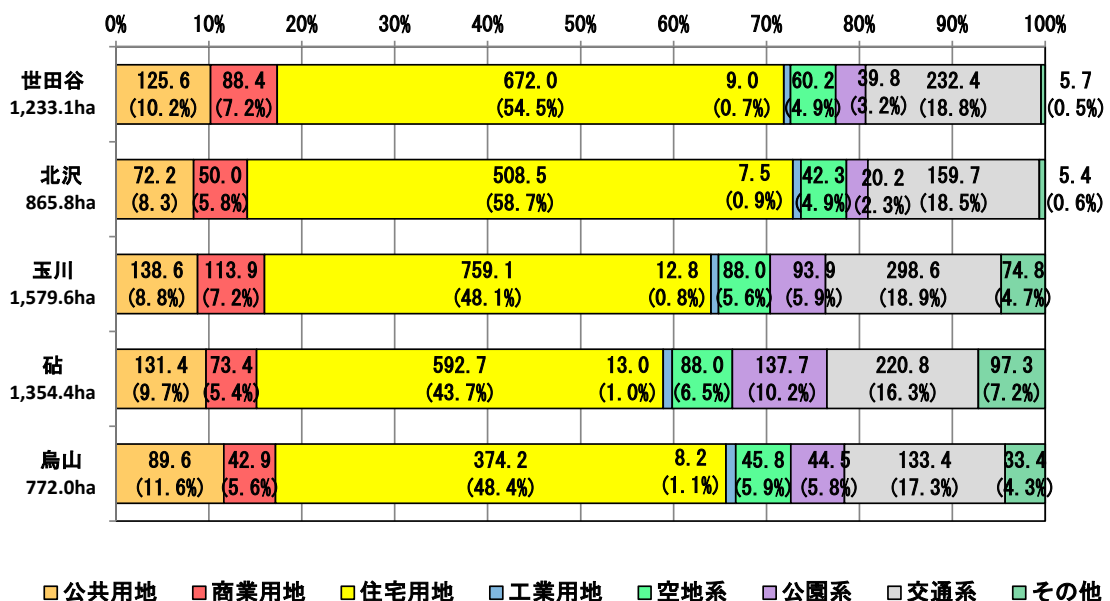 0% 10% 20% 30% 40% 50% 60% 70% 80% 90% 100%
世田谷
1,233.1ha
125.6 88.4 672.0 9.0 60.2 39.8 232.4 5.7
(10.2%) (7.2%) (54.5%) (0.7%) (4.9%) (3.2%) (18.8%) (0.5%)
北沢
865.8ha
72.2 50.0 508.5 7.5 42.3 20.2 159.7 5.4
(8.3) (5.8%) (58.7%) (0.9%) (4.9%) (2.3%) (18.5%) (0.6%)
玉川
1,579.6ha
138.6 113.9 759.1 12.8 88.0 93.9 298.6 74.8
(8.8%) (7.2%) (48.1%) (0.8%) (5.6%) (5.9%) (18.9%) (4.7%)
砧
1,354.4ha
131.4 73.4 592.7 13.0 88.0 137.7 220.8 97.3
(9.7%) (5.4%) (43.7%) (1.0%) (6.5%) (10.2%) (16.3%) (7.2%)
烏山
772.0ha
89.6 42.9 374.2 8.2 45.8 44.5 133.4 33.4
(11.6%) (5.6%) (48.4%) (1.1%) (5.9%) (5.8%) (17.3%) (4.3%)
公共用地 商業用地 住宅用地 工業用地 空地系 公園系 交通系 その他